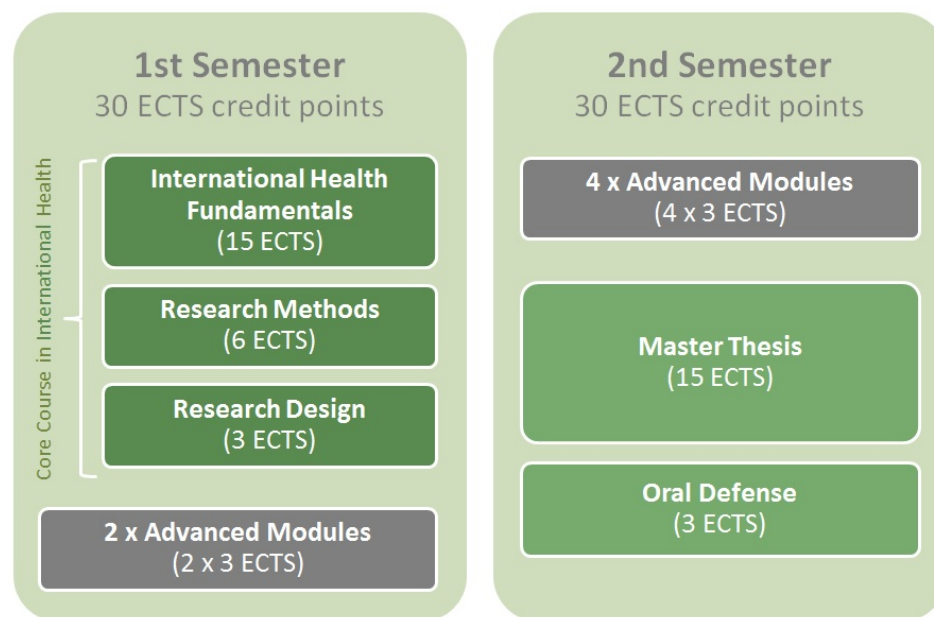 1st Semester
30 ECTS credit points
Core Course in International Health
International Health
Fundamentals
(15 ECTS)
Research Methods
(6 ECTS)
Research Design
(3 ECTS)
2 x Advanced Modules
(2 x 3 ECTS)
2nd Semester
30 ECTS credit points
4 x Advanced Modules
(4 x 3 ECTS)
Master Thesis
(15 ECTS)
Oral Defense
(3 ECTS)